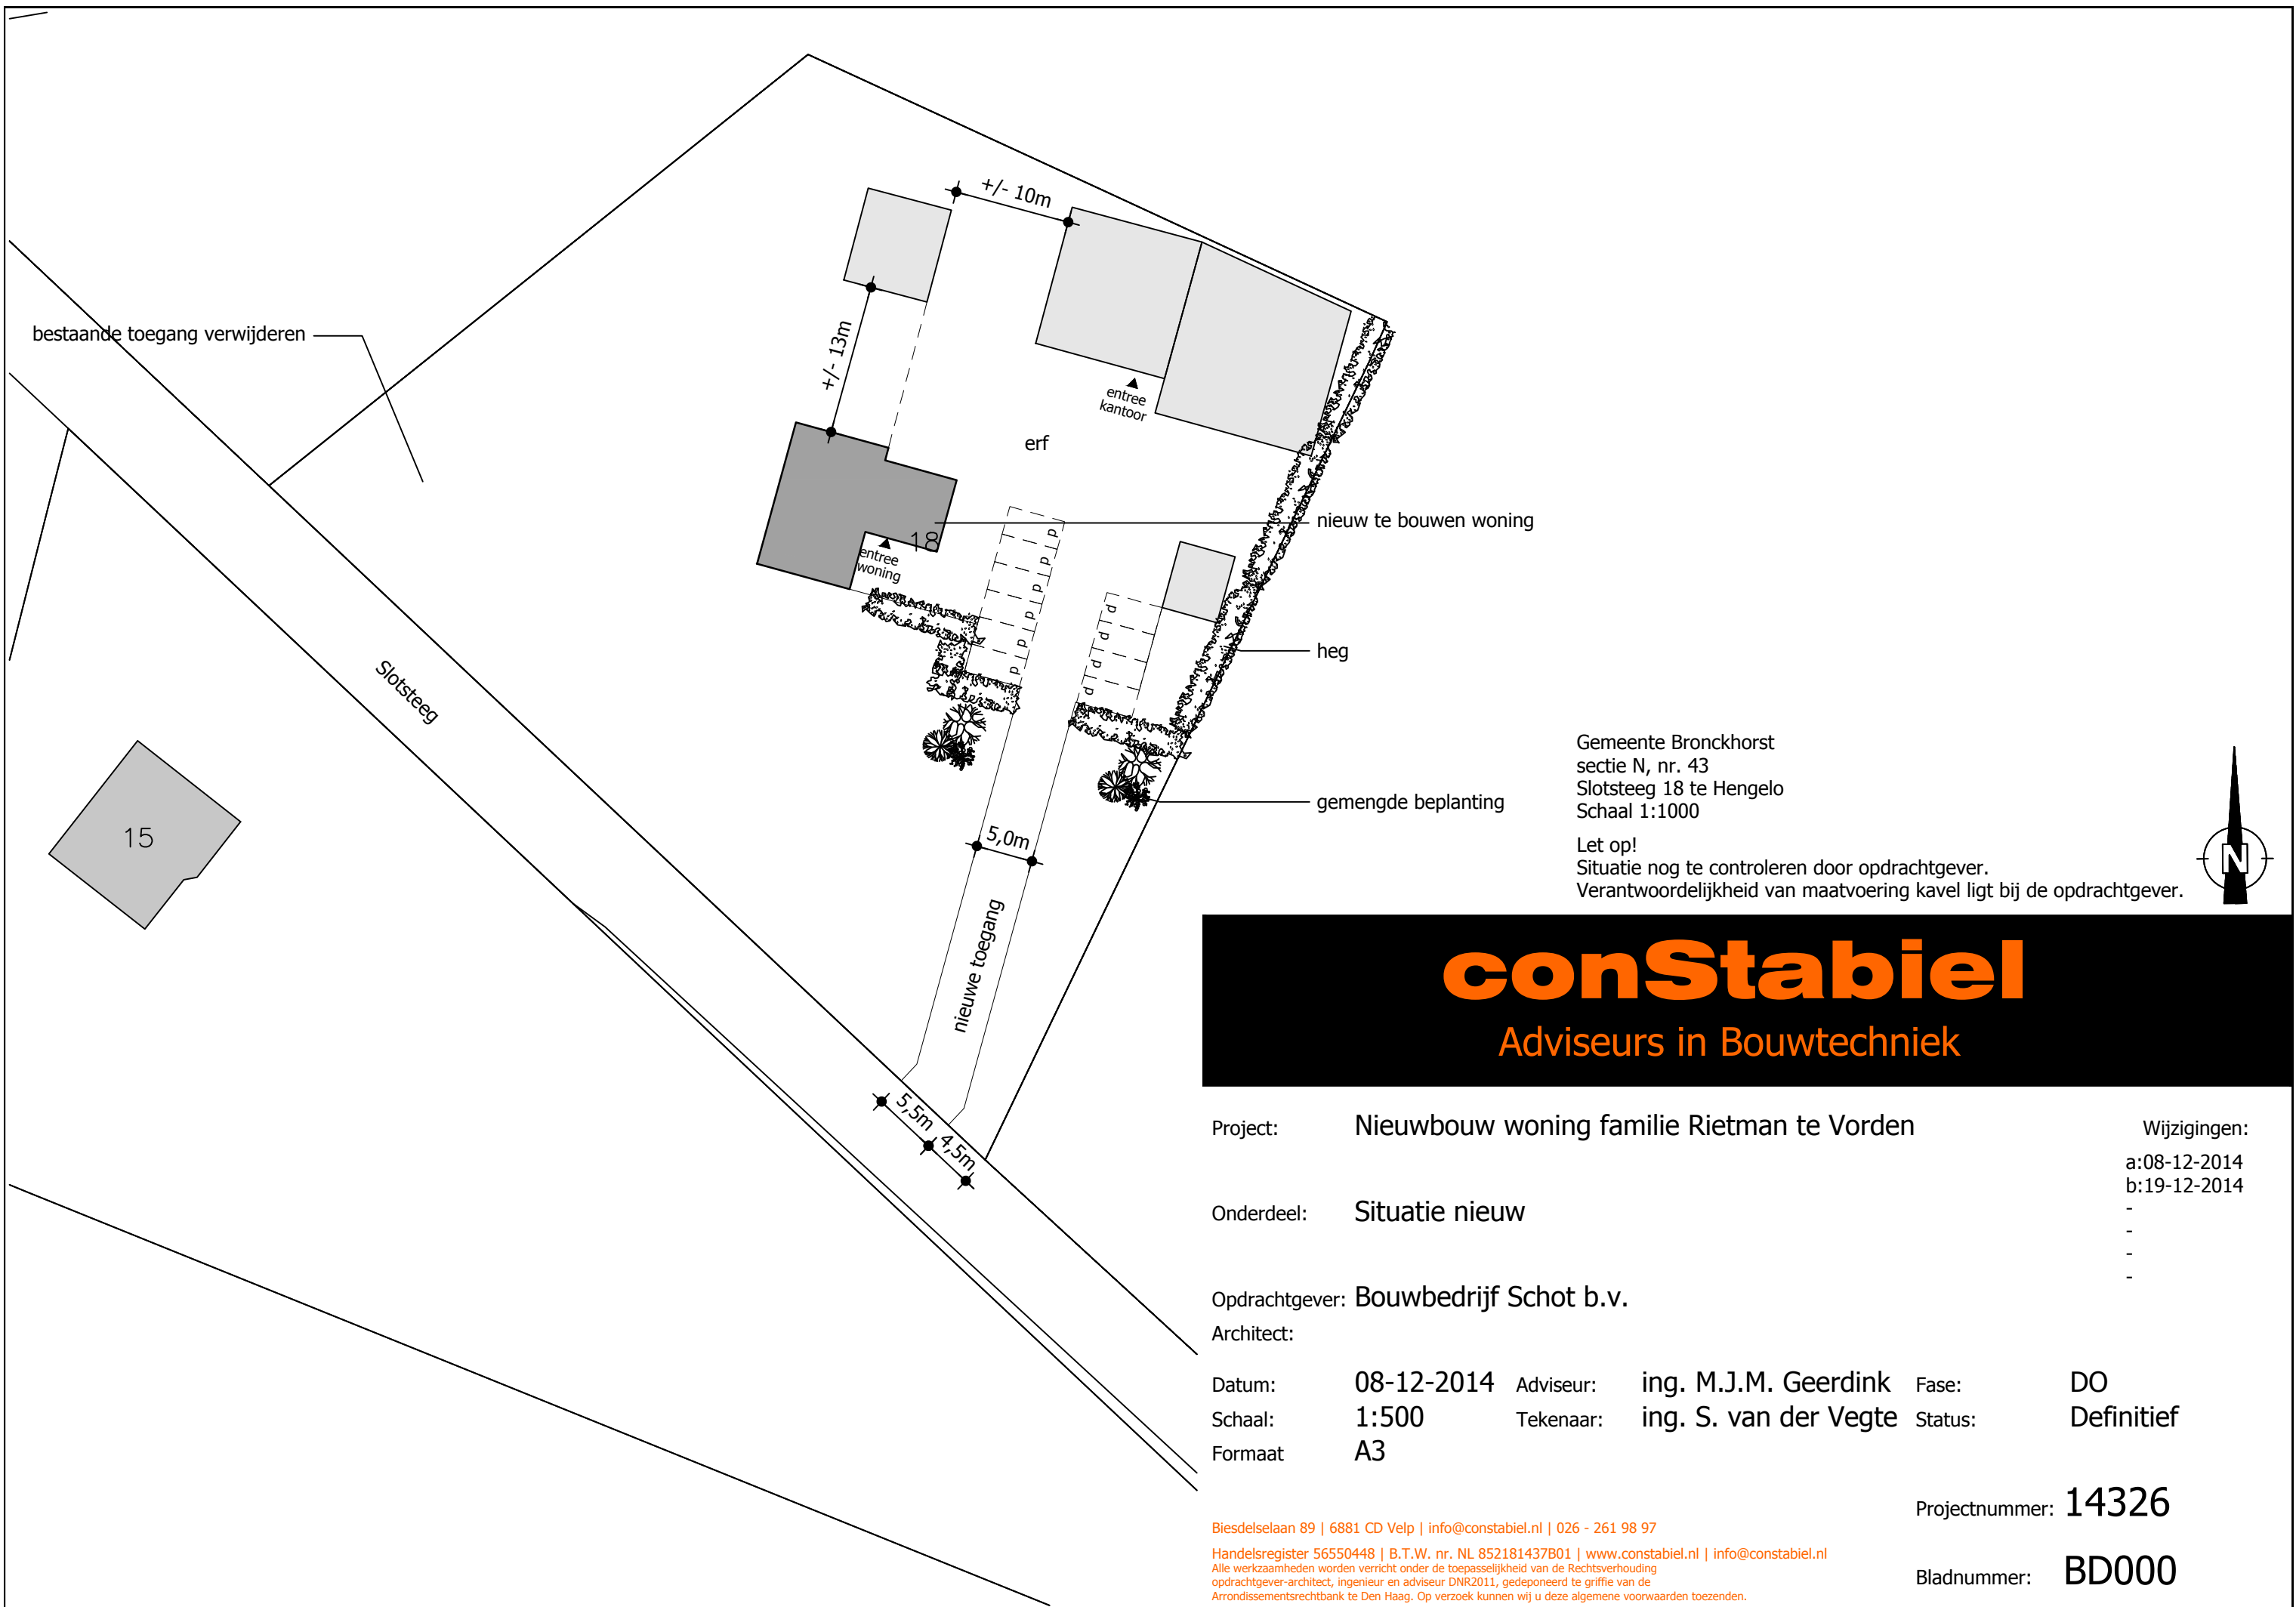 +/- 10m
bestaande toegang verwijderen
+/- 13m
entree
kantoor
erf
nieuw te bouwen woning
18
entree
woning
p
p
p
p
p
p
p
p
p
p
heg
Slotsteeg
15
gemengde beplanting
5,0m
nieuwe toegang
5,5m
4,5m
Gemeente Bronckhorst
sectie N, nr. 43
Slotsteeg 18 te Hengelo
Schaal 1:1000
Let op!
Situatie nog te controleren door opdrachtgever.
Verantwoordelijkheid van maatvoering kavel ligt bij de opdrachtgever.
N
conStabiel
Adviseurs in Bouwtechniek
Project: Nieuwbouw woning familie Rietman te Vorden
Wijzigingen:
a:08-12-2014
b:19-12-2014
-
-
-
-
Onderdeel: Situatie nieuw
Opdrachtgever: Bouwbedrijf Schot b.v.
Architect:
Datum: 08-12-2014 Adviseur: ing. M.J.M. Geerdink Fase: DO
Schaal: 1:500 Tekenaar: ing. S. van der Vegte Status: Definitief
Formaat A3
Projectnummer: 14326
Biesdelselaan 89 | 6881 CD Velp | info@constabiel.nl | 026 - 261 98 97
Handelsregister 56550448 | B.T.W. nr. NL 852181437B01 | www.constabiel.nl | info@constabiel.nl
Alle werkzaamheden worden verricht onder de toepasselijkheid van de Rechtsverhouding
opdrachtgever-architect, ingenieur en adviseur DNR2011, gedeponeerd te griffie van de
Arrondissementsrechtbank te Den Haag. Op verzoek kunnen wij u deze algemene voorwaarden toezenden.
Bladnummer: BD000